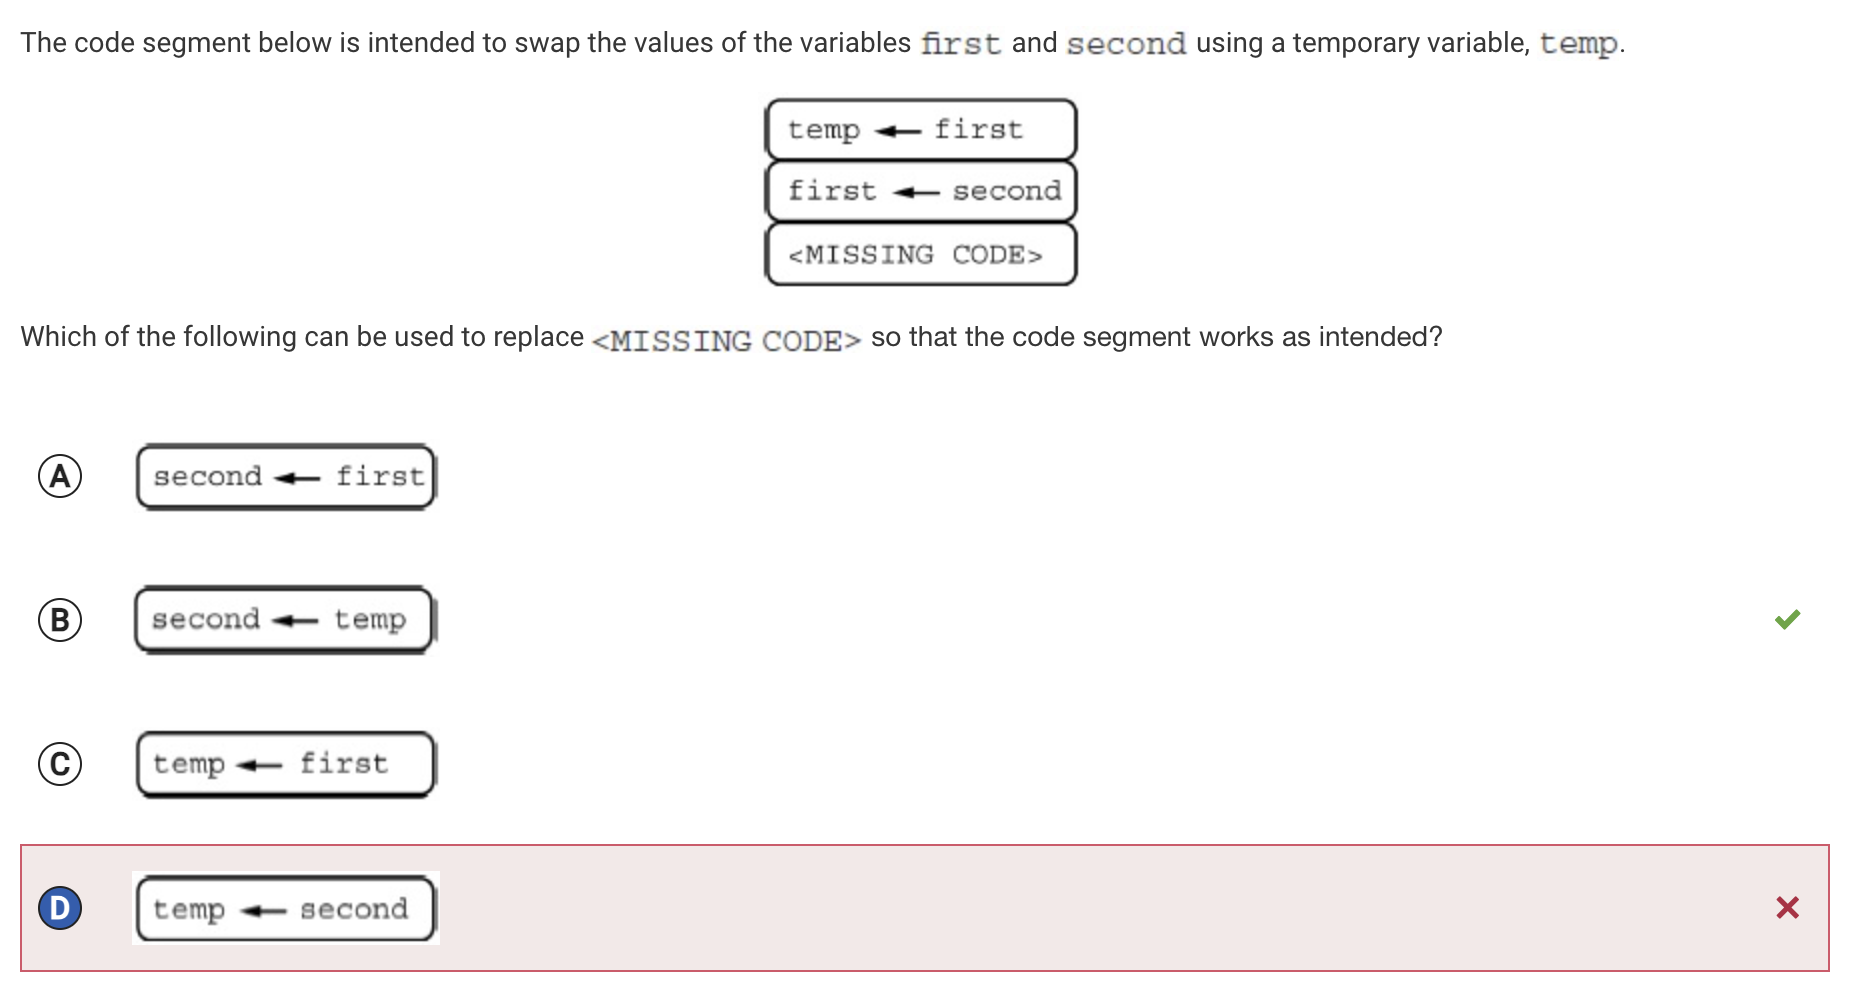 The code segment below is intended to swap the values of the variables first and second using a temporary variable, temp.
temp ← first
first ← second
<MISSING CODE>
Which of the following can be used to replace <MISSING CODE> so that the code segment works as intended?
A second ← first
B second ← temp
C temp ← first
D temp ← second